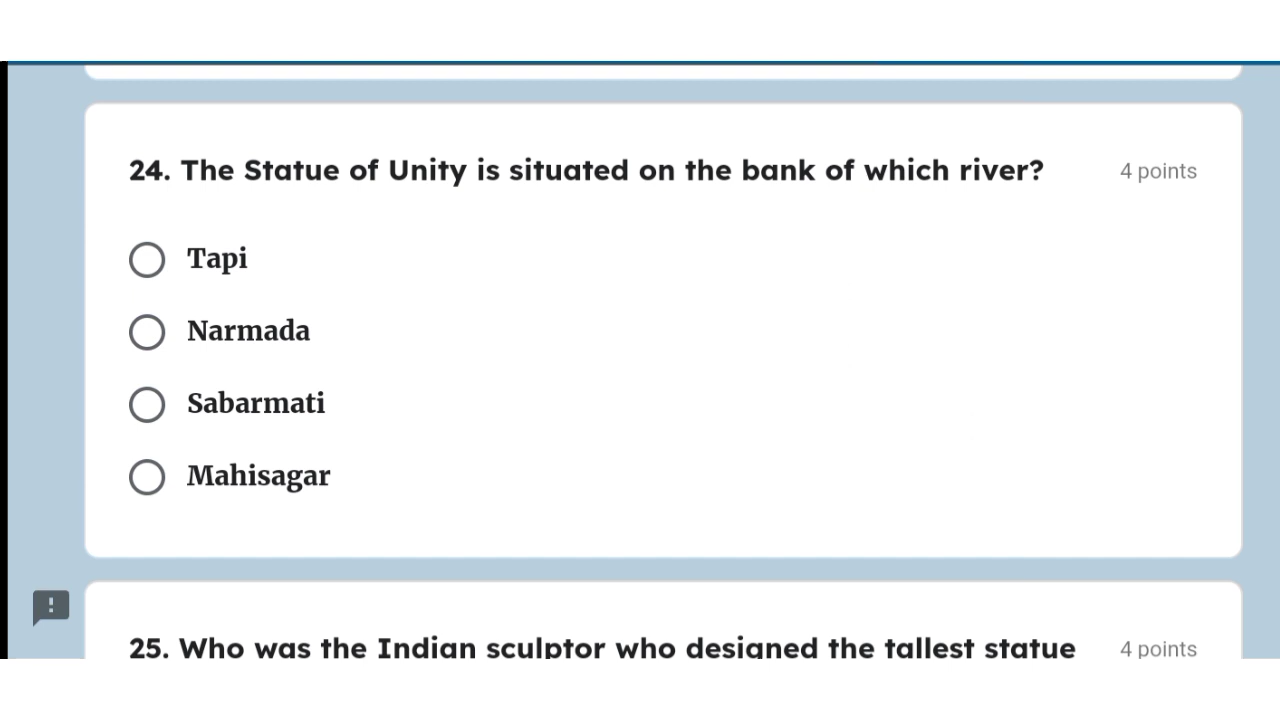 24. The Statue of Unity is situated on the bank of which river?
4 points
Tapi
Narmada
Sabarmati
Mahisagar
25. Who was the Indian sculptor who designed the tallest statue
4 points